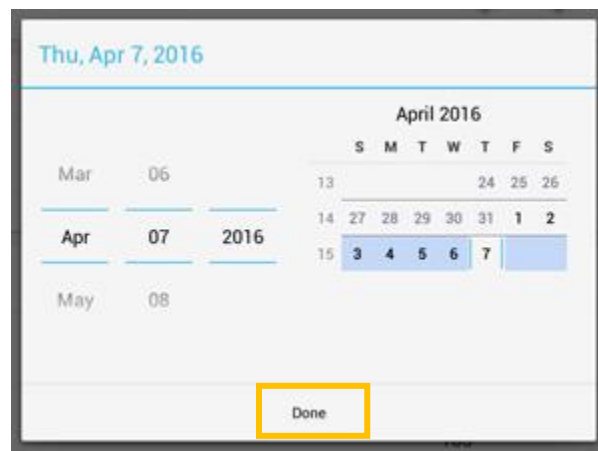 Thu, Apr 7, 2016
April 2016
S M T W T F S
Mar 06
13 24 25 26
14 27 28 29 30 31 1 2
Apr 07 2016
15 3 4 5 6 7
May 08
Done